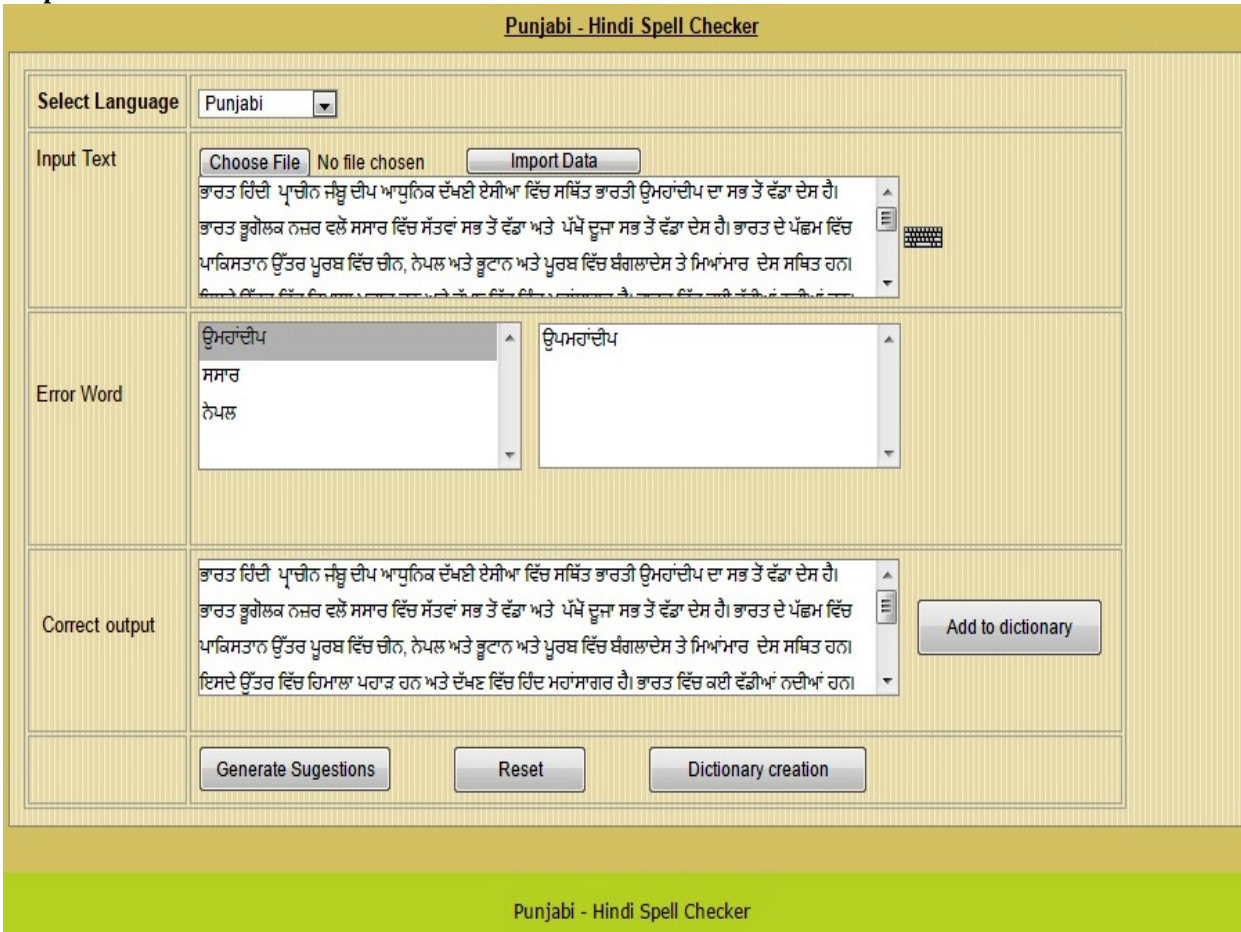 Punjabi - Hindi Spell Checker
Select Language Punjabi
Input Text Choose File No file chosen Import Data
ਭਾਰਤ ਹਿੰਦੀ ਪ੍ਰਾਚੀਨ ਜੰਬੂ ਦੀਪ ਆਧੁਨਿਕ ਦੱਖਣੀ ਏਸੀਆ ਵਿੱਚ ਸਥਿੱਤ ਭਾਰਤੀ ਉਮਹਾਂਦੀਪ ਦਾ ਸਭ ਤੋਂ ਵੱਡਾ ਦੇਸ ਹੈ।
ਭਾਰਤ ਭੂਗੋਲਕ ਨਜ਼ਰ ਵਲੋਂ ਸਸਾਰ ਵਿੱਚ ਸੱਤਵਾਂ ਸਭ ਤੋਂ ਵੱਡਾ ਅਤੇ ਪੱਖੋਂ ਦੂਜਾ ਸਭ ਤੋਂ ਵੱਡਾ ਦੇਸ ਹੈ। ਭਾਰਤ ਦੇ ਪੱਛਮ ਵਿੱਚ
ਪਾਕਿਸਤਾਨ ਉੱਤਰ ਪੂਰਬ ਵਿੱਚ ਚੀਨ, ਨੇਪਲ ਅਤੇ ਭੂਟਾਨ ਅਤੇ ਪੂਰਬ ਵਿੱਚ ਬੰਗਲਾਦੇਸ ਤੇ ਮਿਆਂਮਾਰ ਦੇਸ ਸਥਿਤ ਹਨ।
Error Word
ਉਮਹਾਂਦੀਪ
ਸਸਾਰ
ਨੇਪਲ
ਉਪਮਹਾਂਦੀਪ
Correct output
ਭਾਰਤ ਹਿੰਦੀ ਪ੍ਰਾਚੀਨ ਜੰਬੂ ਦੀਪ ਆਧੁਨਿਕ ਦੱਖਣੀ ਏਸੀਆ ਵਿੱਚ ਸਥਿੱਤ ਭਾਰਤੀ ਉਮਹਾਂਦੀਪ ਦਾ ਸਭ ਤੋਂ ਵੱਡਾ ਦੇਸ ਹੈ।
ਭਾਰਤ ਭੂਗੋਲਕ ਨਜ਼ਰ ਵਲੋਂ ਸਸਾਰ ਵਿੱਚ ਸੱਤਵਾਂ ਸਭ ਤੋਂ ਵੱਡਾ ਅਤੇ ਪੱਖੋਂ ਦੂਜਾ ਸਭ ਤੋਂ ਵੱਡਾ ਦੇਸ ਹੈ। ਭਾਰਤ ਦੇ ਪੱਛਮ ਵਿੱਚ
ਪਾਕਿਸਤਾਨ ਉੱਤਰ ਪੂਰਬ ਵਿੱਚ ਚੀਨ, ਨੇਪਲ ਅਤੇ ਭੂਟਾਨ ਅਤੇ ਪੂਰਬ ਵਿੱਚ ਬੰਗਲਾਦੇਸ ਤੇ ਮਿਆਂਮਾਰ ਦੇਸ ਸਥਿਤ ਹਨ।
ਇਸਦੇ ਉੱਤਰ ਵਿੱਚ ਹਿਮਾਲਾ ਪਹਾੜ ਹਨ ਅਤੇ ਦੱਖਣ ਵਿੱਚ ਹਿੰਦ ਮਹਾਂਸਾਗਰ ਹੈ। ਭਾਰਤ ਵਿੱਚ ਕਈ ਵੱਡੀਆਂ ਨਦੀਆਂ ਹਨ।
Add to dictionary
Generate Sugestions Reset Dictionary creation
Punjabi - Hindi Spell Checker